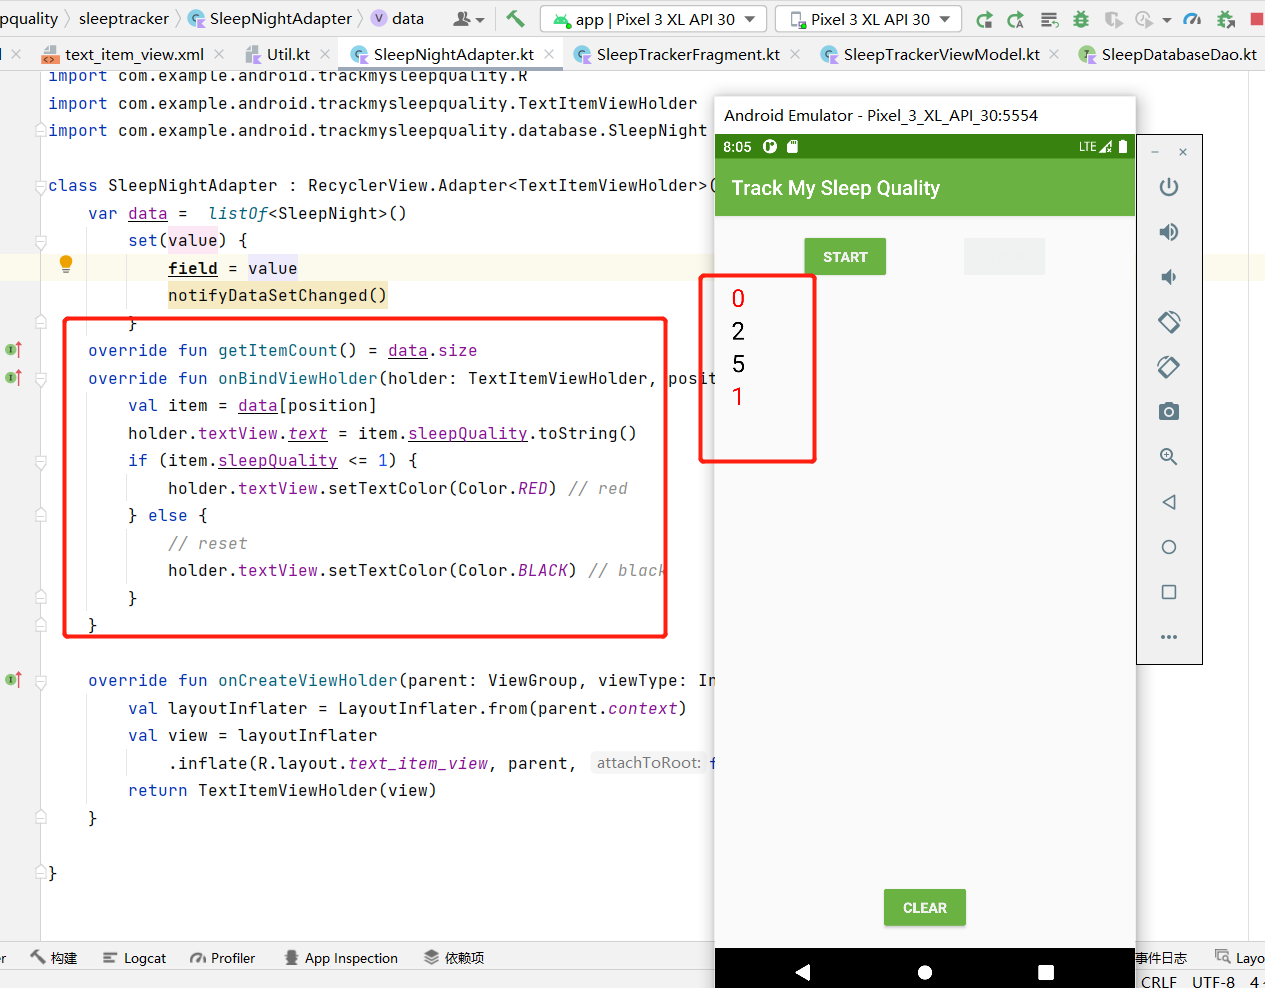 pquality sleeptracker SleepNightAdapter data app | Pixel 3 XL API 30 Pixel 3 XL API 30
text_item_view.xml Util.kt SleepNightAdapter.kt SleepTrackerFragment.kt SleepTrackerViewModel.kt SleepDatabaseDao.kt
import com.example.android.trackmysleepquality.R
import com.example.android.trackmysleepquality.TextItemViewHolder
import com.example.android.trackmysleepquality.database.SleepNight
class SleepNightAdapter : RecyclerView.Adapter<TextItemViewHolder>(
var data = listOf<SleepNight>()
set(value) {
field = value
notifyDataSetChanged()
}
override fun getItemCount() = data.size
override fun onBindViewHolder(holder: TextItemViewHolder, posit
val item = data[position]
holder.textView.text = item.sleepQuality.toString()
if (item.sleepQuality <= 1) {
holder.textView.setTextColor(Color.RED) // red
} else {
// reset
holder.textView.setTextColor(Color.BLACK) // black
}
}
override fun onCreateViewHolder(parent: ViewGroup, viewType: In
val layoutInflater = LayoutInflater.from(parent.context)
val view = layoutInflater
.inflate(R.layout.text_item_view, parent, attachToRoot: f
return TextItemViewHolder(view)
}
}
Android Emulator - Pixel_3_XL_API_30:5554
8:05 LTE
Track My Sleep Quality
START
0
2
5
1
CLEAR
er 构建 Logcat Profiler App Inspection 依赖项 事件日志 Layo
CRLF UTF-8 4